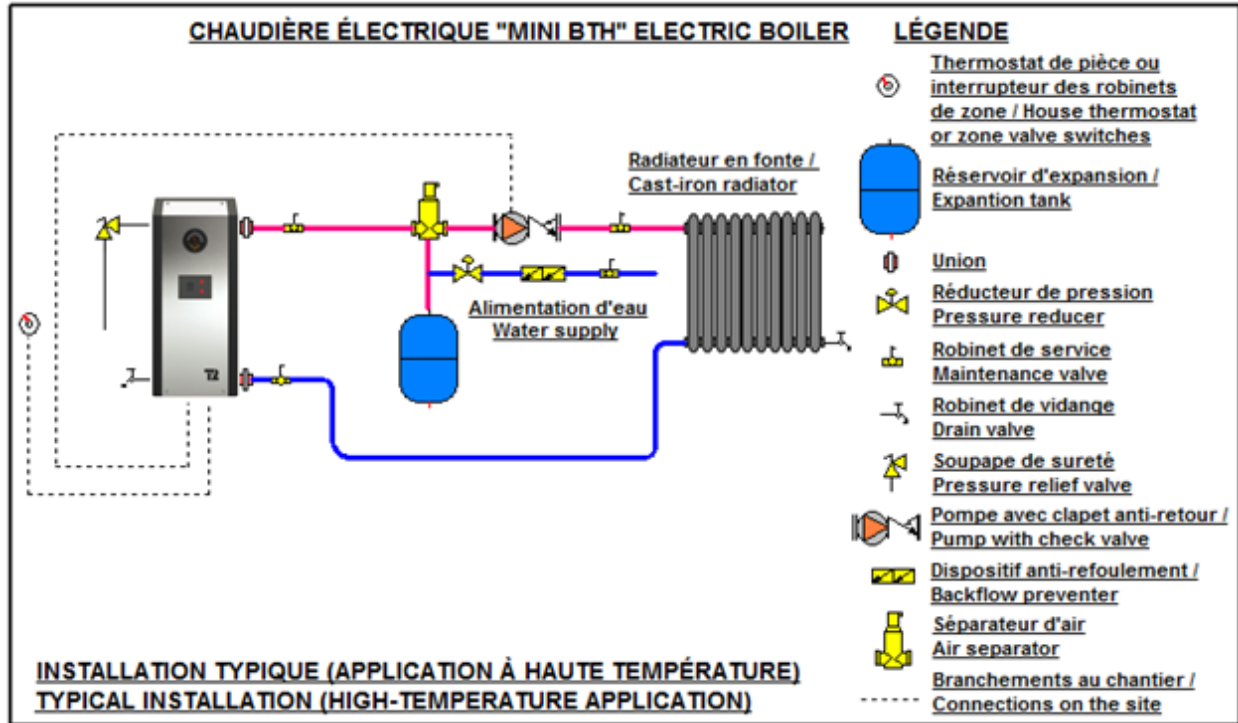 CHAUDIÈRE ÉLECTRIQUE "MINI BTH" ELECTRIC BOILER
LÉGENDE
Thermostat de pièce ou
interrupteur des robinets
de zone / House thermostat
or zone valve switches
Radiateur en fonte /
Cast-iron radiator
Réservoir d'expansion /
Expantion tank
Union
Alimentation d'eau
Water supply
Réducteur de pression
Pressure reducer
Robinet de service
Maintenance valve
T2
Robinet de vidange
Drain valve
Soupape de sureté
Pressure relief valve
Pompe avec clapet anti-retour /
Pump with check valve
Dispositif anti-refoulement /
Backflow preventer
Séparateur d'air
Air separator
Branchements au chantier /
Connections on the site
INSTALLATION TYPIQUE (APPLICATION À HAUTE TEMPÉRATURE)
TYPICAL INSTALLATION (HIGH-TEMPERATURE APPLICATION)